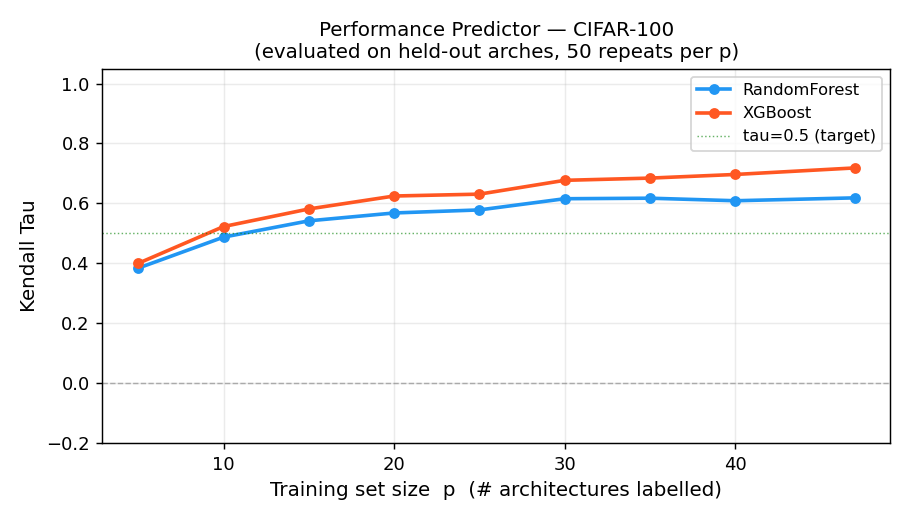 Performance Predictor — CIFAR-100
(evaluated on held-out arches, 50 repeats per p)
RandomForest
XGBoost
tau=0.5 (target)
1.0
0.8
0.6
0.4
0.2
0.0
−0.2
Kendall Tau
10 20 30 40
Training set size p (# architectures labelled)